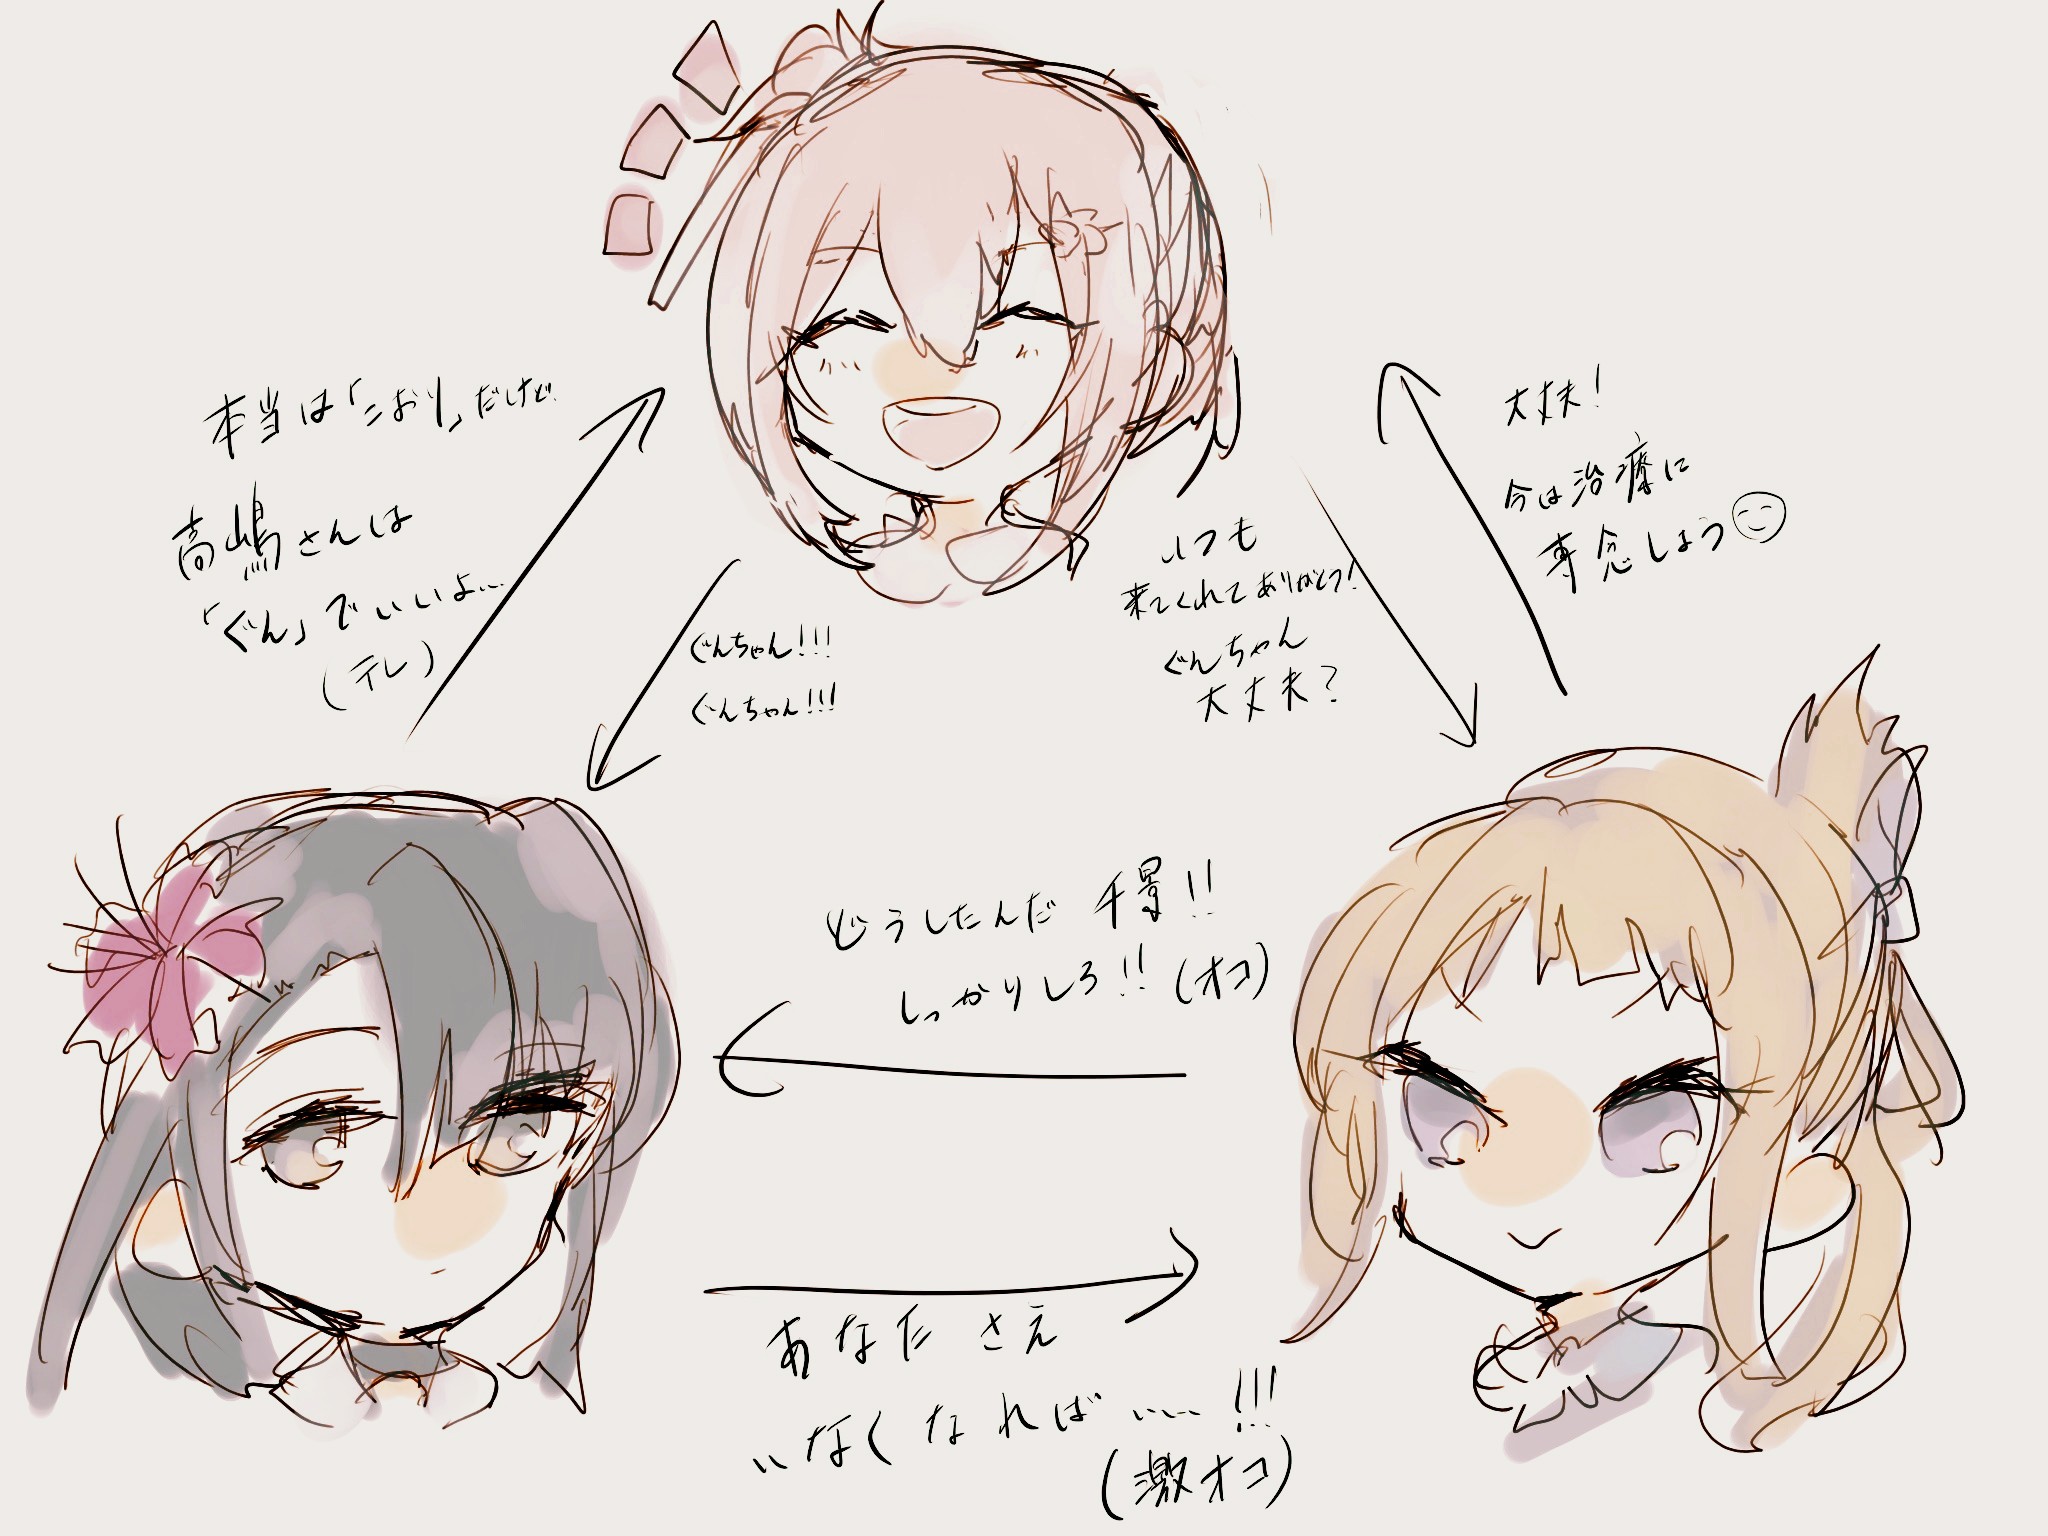 本当は「こおり」だけど
高嶋さんは
「ぐん」でいいよ…
(テレ)
ぐんちゃん!!!
ぐんちゃん!!!
いつも
来てくれてありがとう!
ぐんちゃん
大丈夫?
大丈夫!
今は治療に
専念しよう
どうしたんだ 千景!!
しっかりしろ!!(オコ)
あなたさえ
いなくなればいい…!!!
(激オコ)